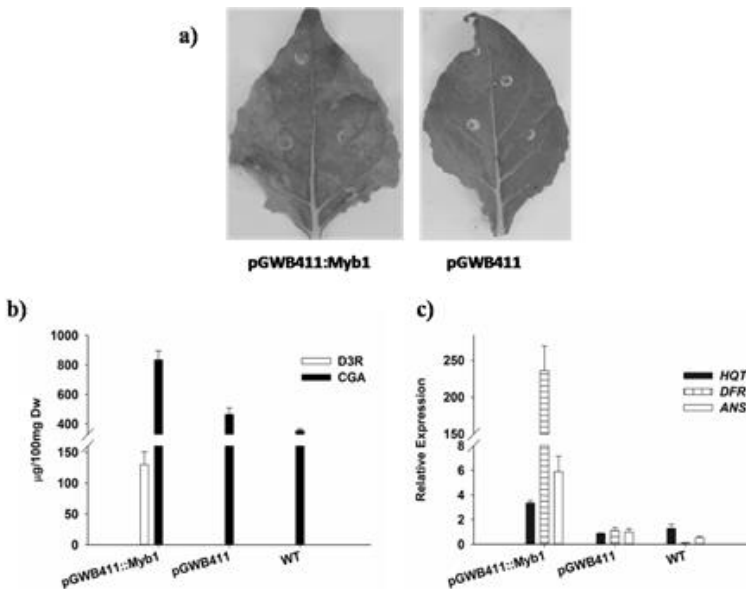 a)
pGWB411:Myb1 pGWB411
b)
1000
800
600
400
150
100
50
0
µg/100mg Dw
D3R
CGA
pGWB411::Myb1 pGWB411 WT
c)
250
200
150
6
4
2
0
Relative Expression
HQT
DFR
ANS
pGWB411::Myb1 pGWB411 WT